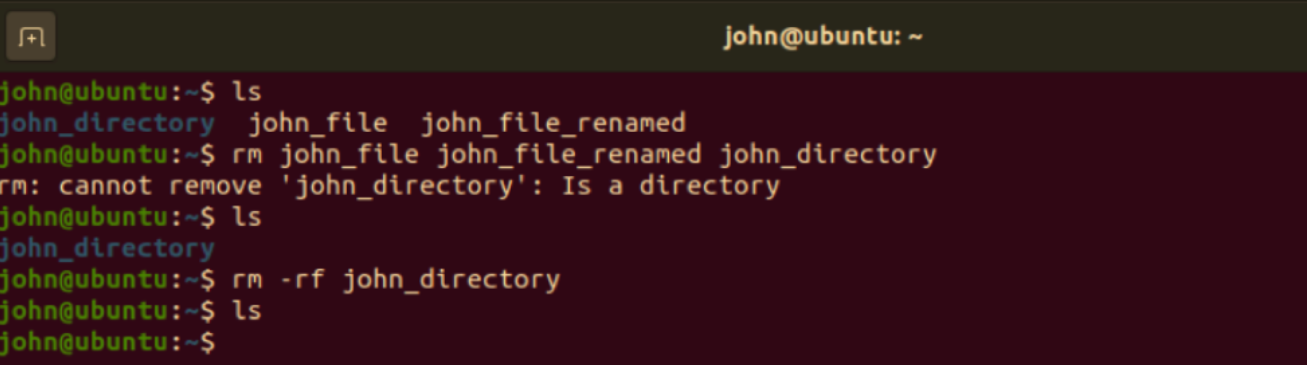 john@ubuntu: ~
john@ubuntu:~$ ls
john_directory  john_file  john_file_renamed
john@ubuntu:~$ rm john_file john_file_renamed john_directory
rm: cannot remove 'john_directory': Is a directory
john@ubuntu:~$ ls
john_directory
john@ubuntu:~$ rm -rf john_directory
john@ubuntu:~$ ls
john@ubuntu:~$